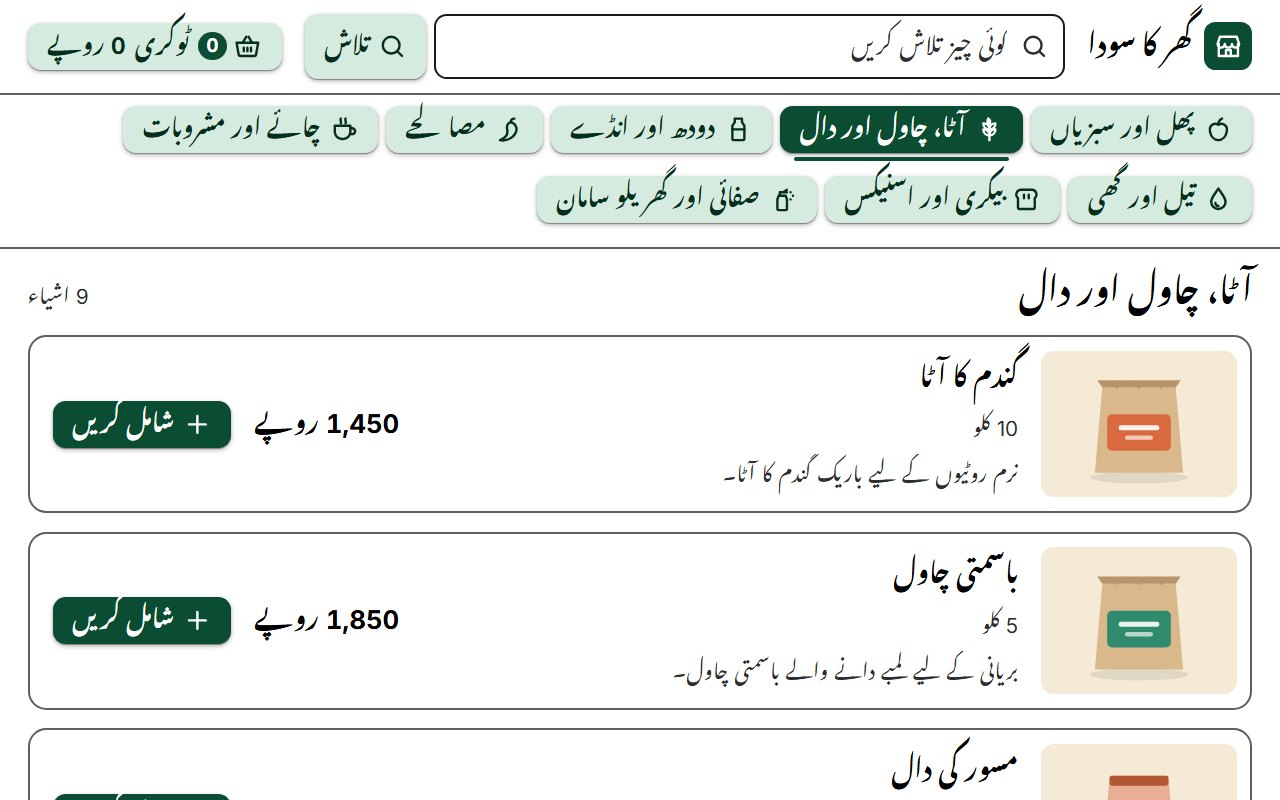 گھر کا سودا
کوئی چیز تلاش کریں
تلاش
0 ٹوکری 0 روپے
پھل اور سبزیاں
آٹا، چاول اور دال
دودھ اور انڈے
مصالحے
چائے اور مشروبات
تیل اور گھی
بیکری اور اسنیکس
صفائی اور گھریلو سامان
آٹا، چاول اور دال
9 اشیاء
گندم کا آٹا
10 کلو
نرم روٹیوں کے لیے باریک گندم کا آٹا۔
1,450 روپے
شامل کریں
باسمتی چاول
5 کلو
بریانی کے لیے لمبے دانے والے باسمتی چاول۔
1,850 روپے
شامل کریں
مسور کی دال